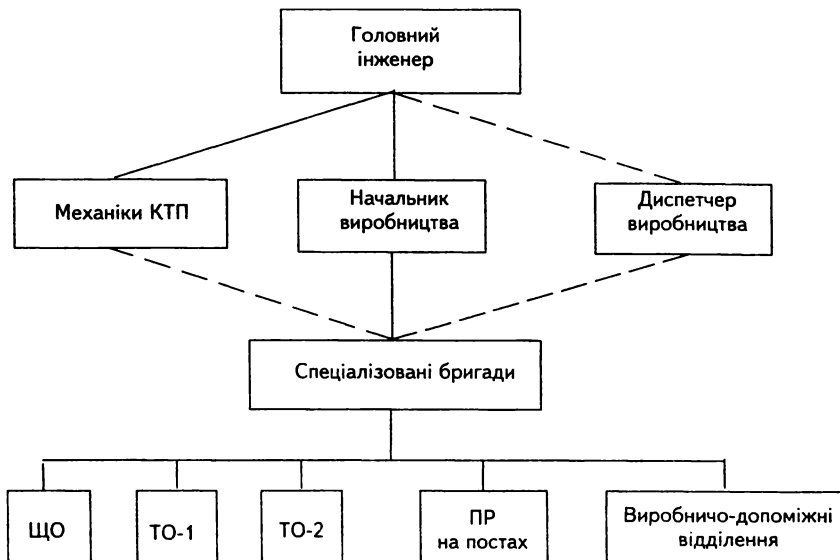 Головний
інженер
Механіки КТП
Начальник
виробництва
Диспетчер
виробництва
Спеціалізовані бригади
ЩО
ТО-1
ТО-2
ПР
на постах
Виробничо-допоміжні
відділення